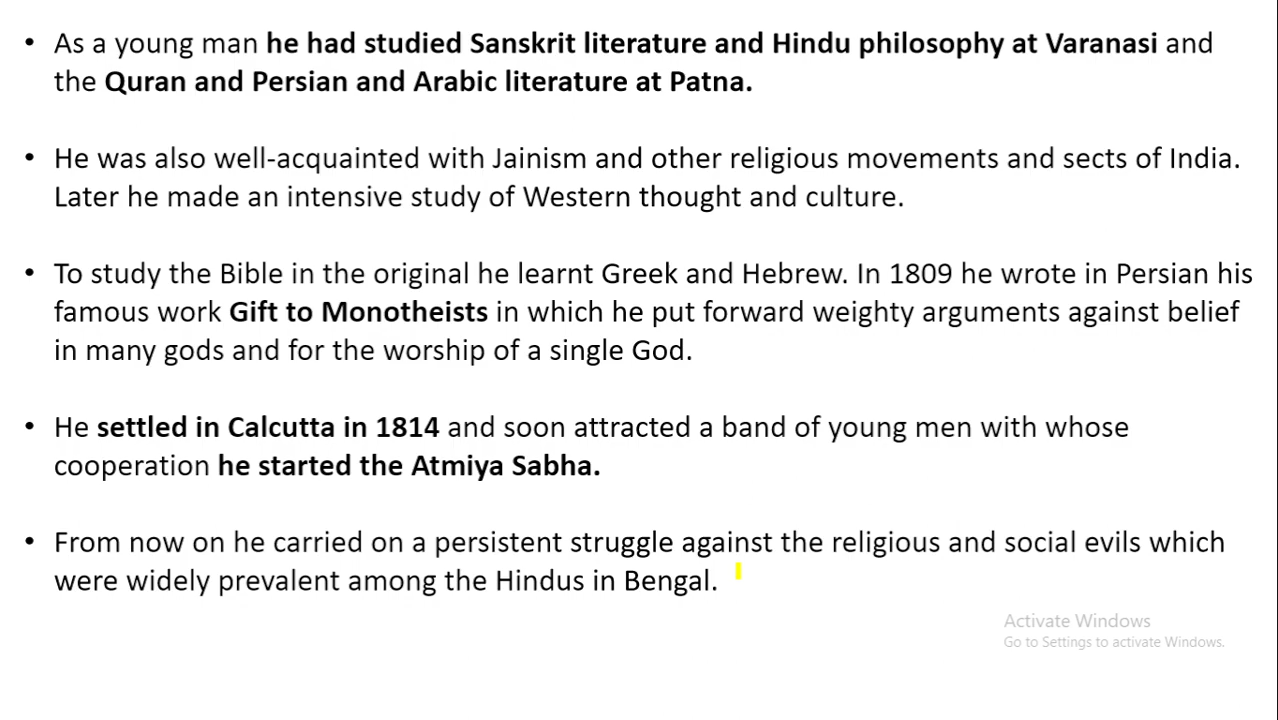 • As a young man he had studied Sanskrit literature and Hindu philosophy at Varanasi and
the Quran and Persian and Arabic literature at Patna.
• He was also well-acquainted with Jainism and other religious movements and sects of India.
Later he made an intensive study of Western thought and culture.
• To study the Bible in the original he learnt Greek and Hebrew. In 1809 he wrote in Persian his
famous work Gift to Monotheists in which he put forward weighty arguments against belief
in many gods and for the worship of a single God.
• He settled in Calcutta in 1814 and soon attracted a band of young men with whose
cooperation he started the Atmiya Sabha.
• From now on he carried on a persistent struggle against the religious and social evils which
were widely prevalent among the Hindus in Bengal.
Activate Windows
Go to Settings to activate Windows.